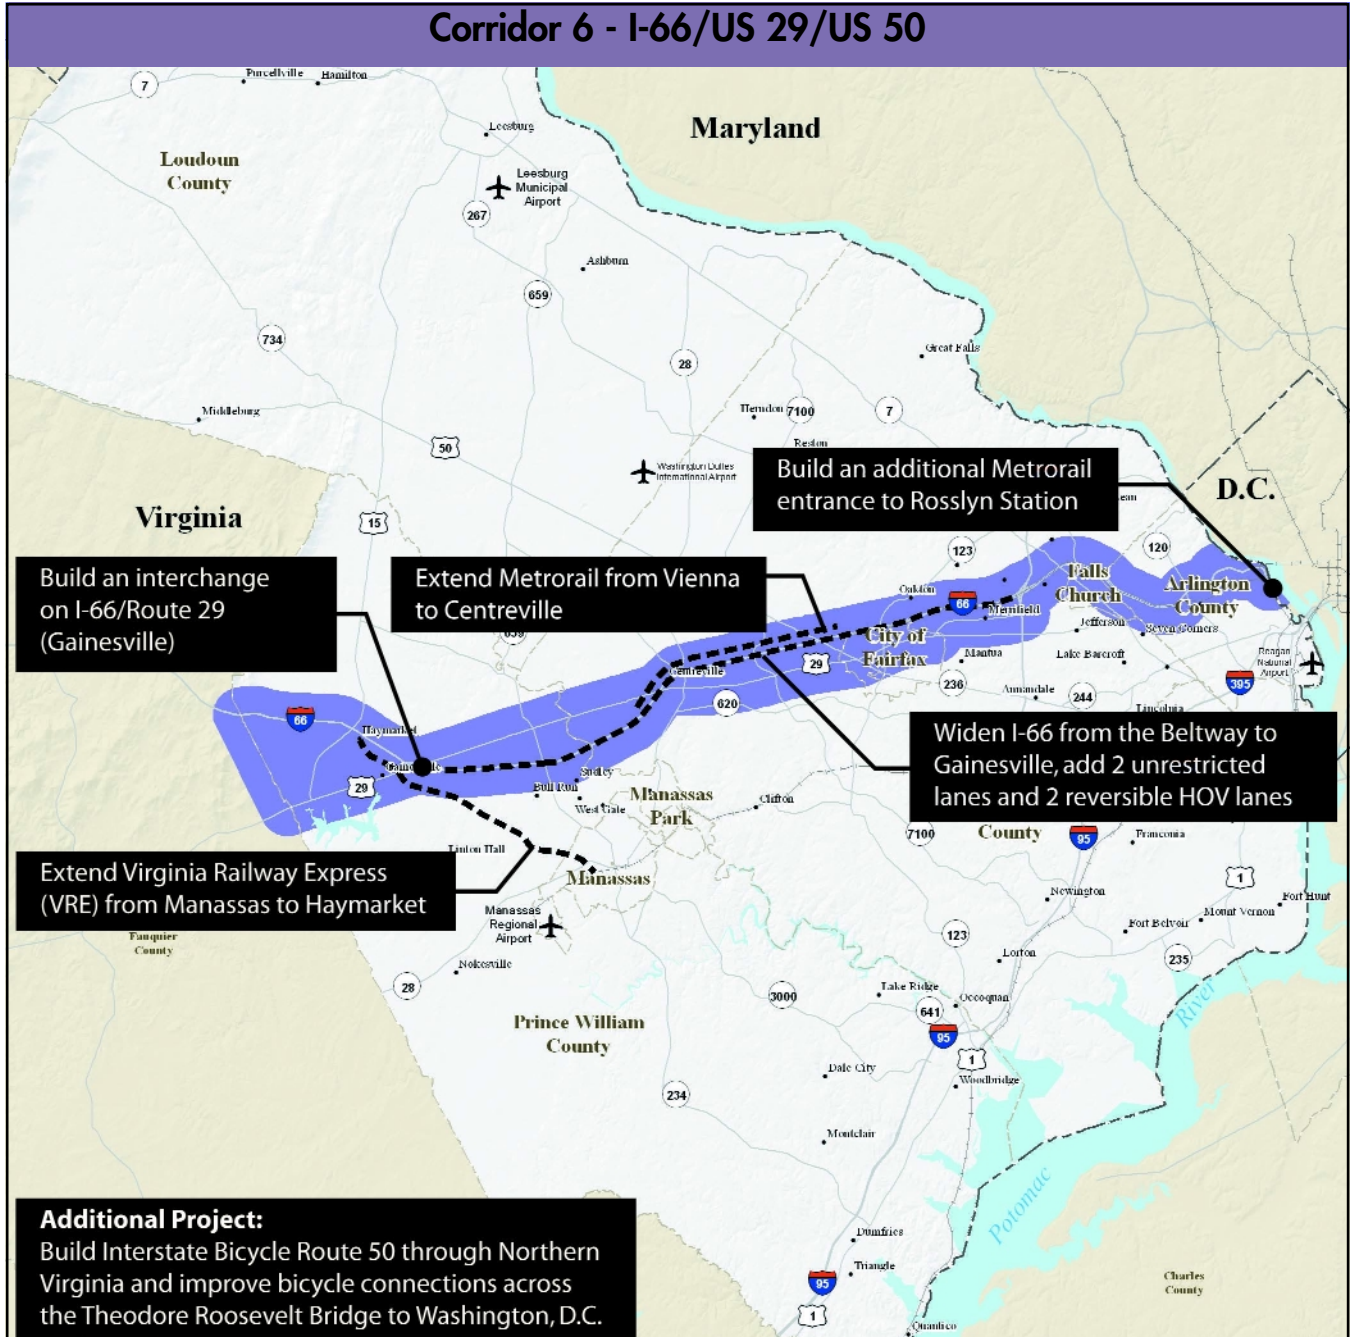 Corridor 6 - I-66/US 29/US 50
Purcellville
Hamilton
7
Leesburg
Maryland
Loudoun
County
Leesburg
Municipal
Airport
267
Ashburn
659
734
Great Falls
28
Middleburg
Herndon
7100
7
Reston
50
Washington Dulles
International Airport
Build an additional Metrorail
entrance to Rosslyn Station
D.C.
Virginia
15
123
120
Build an interchange
on I-66/Route 29
(Gainesville)
Extend Metrorail from Vienna
to Centreville
Falls
Church
Arlington
County
Oakton
66
Merrifield
Jefferson
Seven Corners
City of
Fairfax
Mantua
Lake Barcroft
Reagan
National
Airport
29
Centreville
236
Annandale
244
395
620
Lincolnia
66
Haymarket
Widen I-66 from the Beltway to
Gainesville, add 2 unrestricted
lanes and 2 reversible HOV lanes
29
Sudley
Bull Run
West Gate
Manassas
Park
Clifton
7100
County
95
Franconia
Linton Hall
Extend Virginia Railway Express
(VRE) from Manassas to Haymarket
Manassas
1
Newington
Fort Hunt
Mount Vernon
Manassas
Regional
Airport
Fort Belvoir
Fauquier
County
123
Lorton
235
Nokesville
28
3000
Lake Ridge
Occoquan
641
River
Prince William
County
95
1
Dale City
Woodbridge
234
Montclair
Potomac
Additional Project:
Build Interstate Bicycle Route 50 through Northern
Virginia and improve bicycle connections across
the Theodore Roosevelt Bridge to Washington, D.C.
Dumfries
Triangle
95
1
Charles
County
Quantico